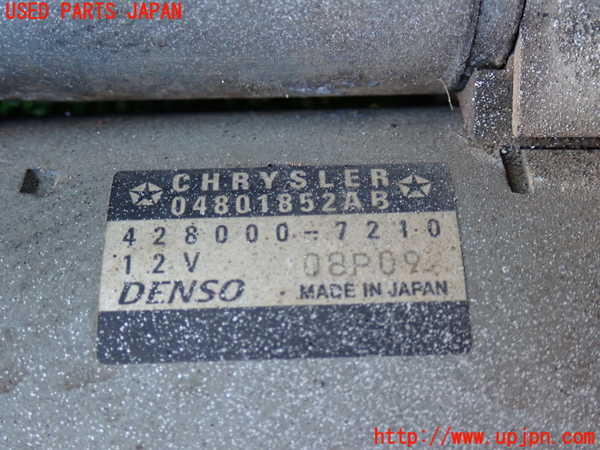 USED PARTS JAPAN
CHRYSLER
04801852AB
428000-7210
12V 08P09
DENSO MADE IN JAPAN
http://www.upjpn.com/